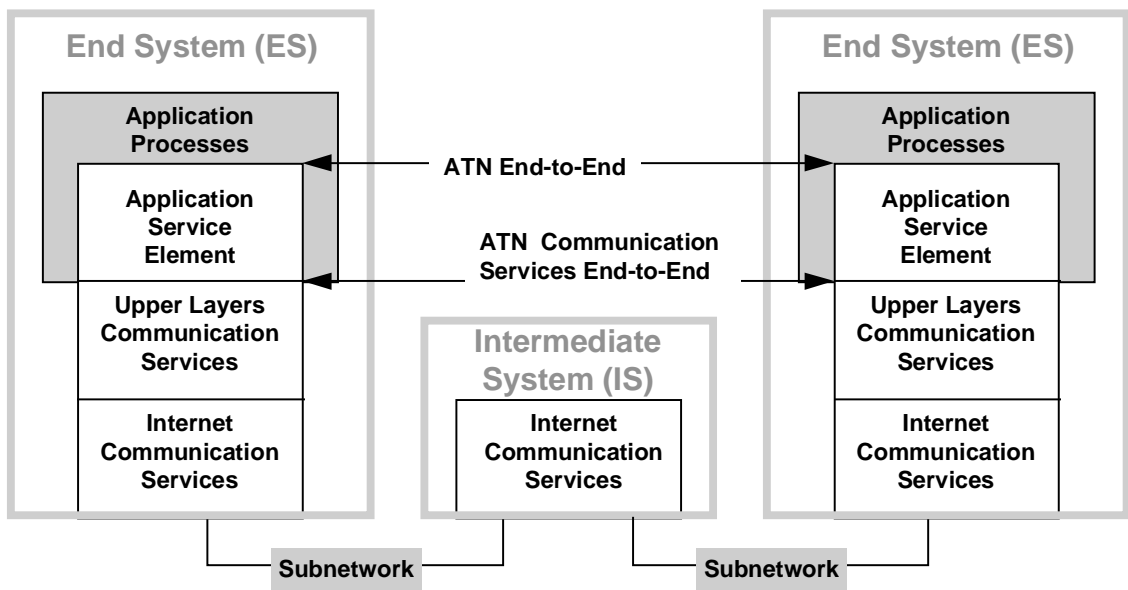 End System (ES)
Application
Processes
Application
Service
Element
Upper Layers
Communication
Services
Internet
Communication
Services
ATN End-to-End
ATN Communication
Services End-to-End
Intermediate
System (IS)
Internet
Communication
Services
End System (ES)
Application
Processes
Application
Service
Element
Upper Layers
Communication
Services
Internet
Communication
Services
Subnetwork
Subnetwork